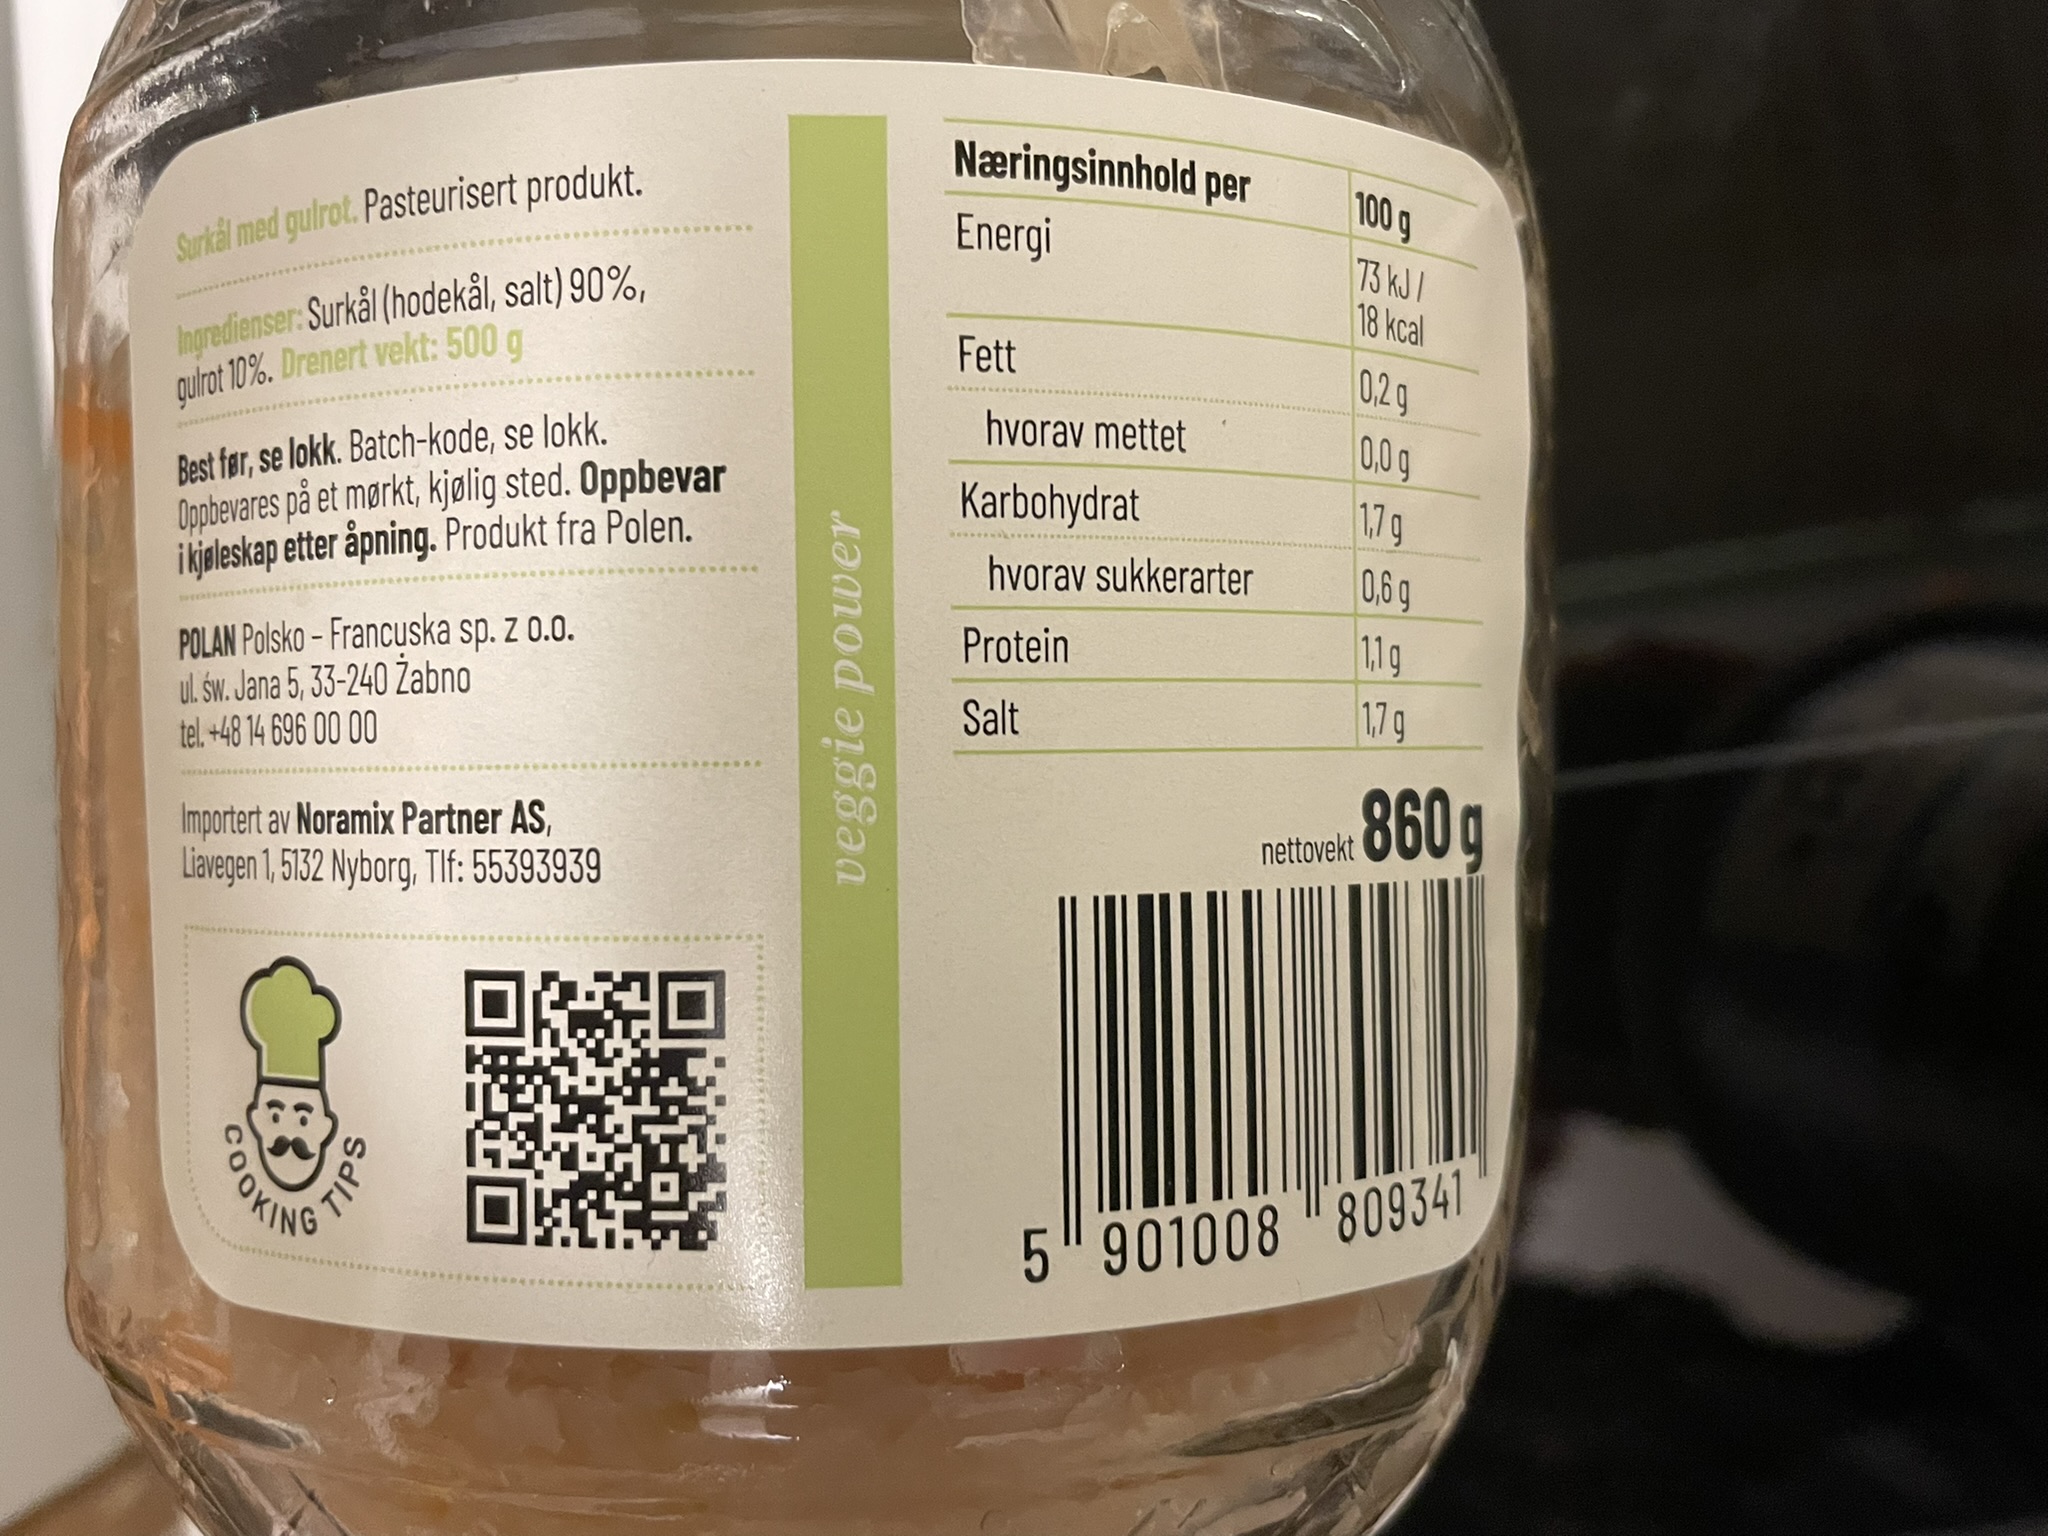 Surkål med gulrot. Pasteurisert produkt.
Ingredienser: Surkål (hodekål, salt) 90%,
gulrot 10%. Drenert vekt: 500 g
Best før, se lokk. Batch-kode, se lokk.
Oppbevares på et mørkt, kjølig sted. Oppbevar
i kjøleskap etter åpning. Produkt fra Polen.
POLAN Polsko – Francuska sp. z o.o.
ul. św. Jana 5, 33-240 Żabno
tel. +48 14 696 00 00
Importert av Noramix Partner AS,
Liavegen 1, 5132 Nyborg, Tlf: 55393939
COOKING TIPS
veggie power
Næringsinnhold per 100 g
Energi 73 kJ /
18 kcal
Fett 0,2 g
hvorav mettet 0,0 g
Karbohydrat 1,7 g
hvorav sukkerarter 0,6 g
Protein 1,1 g
Salt 1,7 g
nettovekt 860 g
5 901008 809341